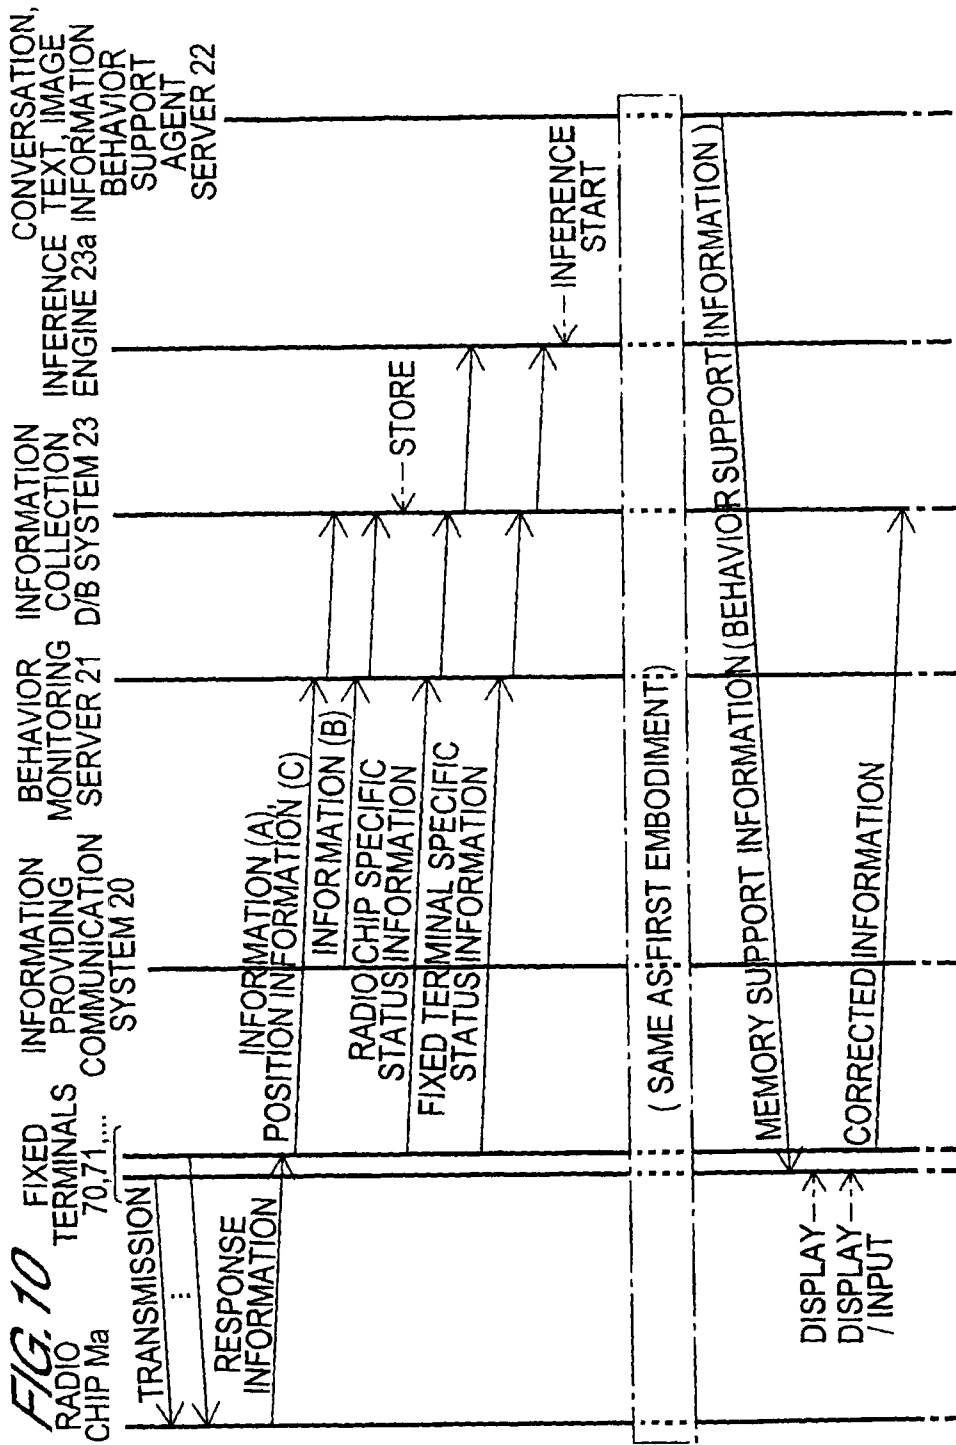 FIG. 10
RADIO
CHIP Ma
FIXED
TERMINALS
70,71,...
INFORMATION
PROVIDING
COMMUNICATION
SYSTEM 20
BEHAVIOR
MONITORING
SERVER 21
INFORMATION
COLLECTION
D/B SYSTEM 23
INFERENCE
ENGINE 23a
CONVERSATION,
TEXT, IMAGE
INFORMATION
BEHAVIOR
SUPPORT
AGENT
SERVER 22
TRANSMISSION
...
RESPONSE
INFORMATION
INFORMATION (A),
POSITION INFORMATION (C)
INFORMATION (B)
RADIO CHIP SPECIFIC
STATUS INFORMATION
FIXED TERMINAL SPECIFIC
STATUS INFORMATION
STORE
INFERENCE
START
( SAME AS FIRST EMBODIMENT )
MEMORY SUPPORT INFORMATION (BEHAVIOR SUPPORT INFORMATION)
DISPLAY
DISPLAY
/ INPUT
CORRECTED INFORMATION